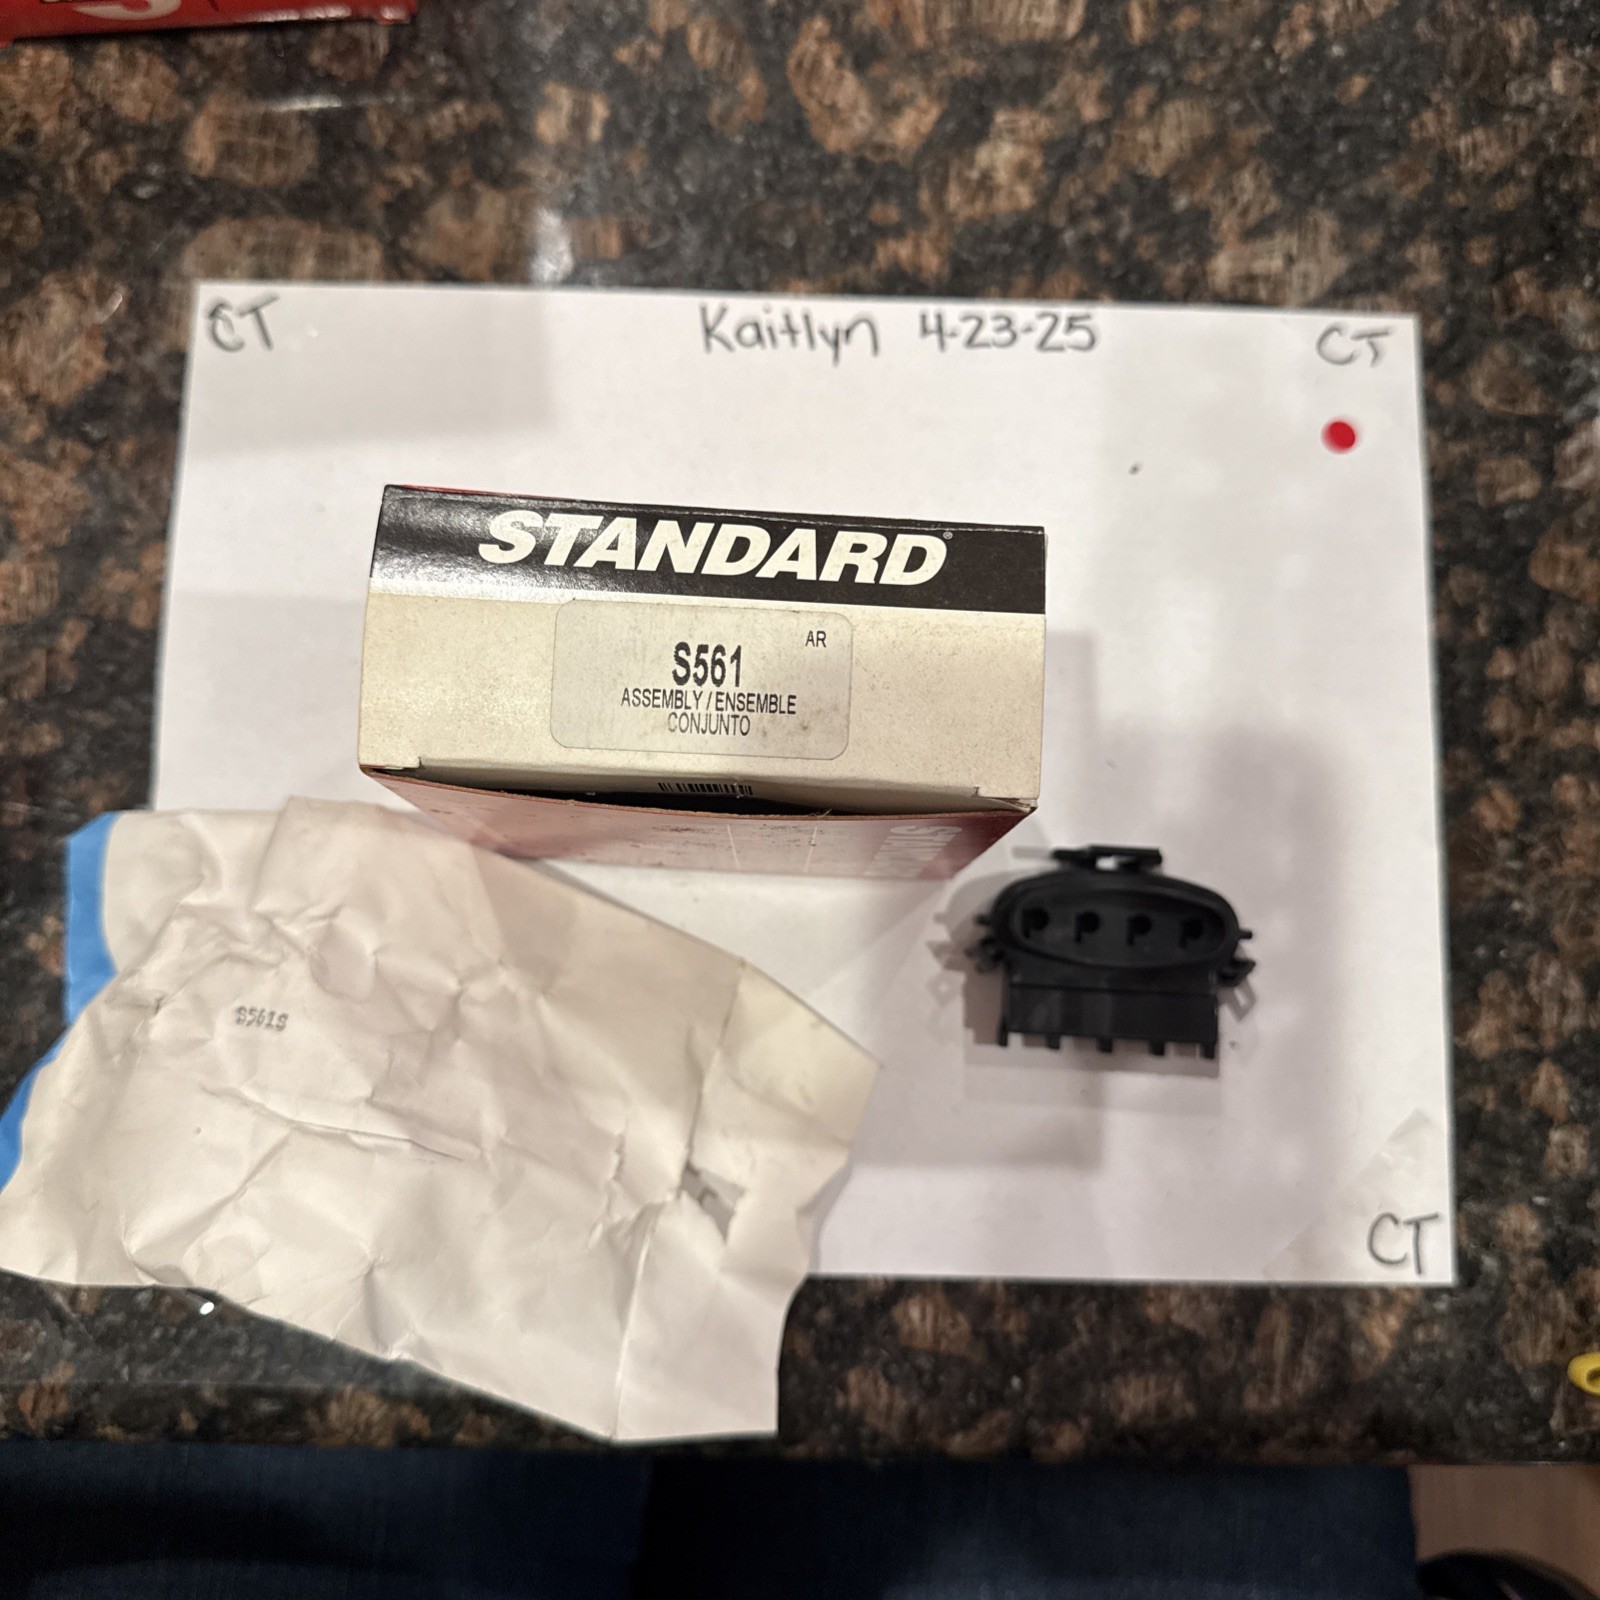 CT
Kaitlyn 4-23-25
CT
STANDARD®
AR
S561
ASSEMBLY / ENSEMBLE
CONJUNTO
S561S
CT